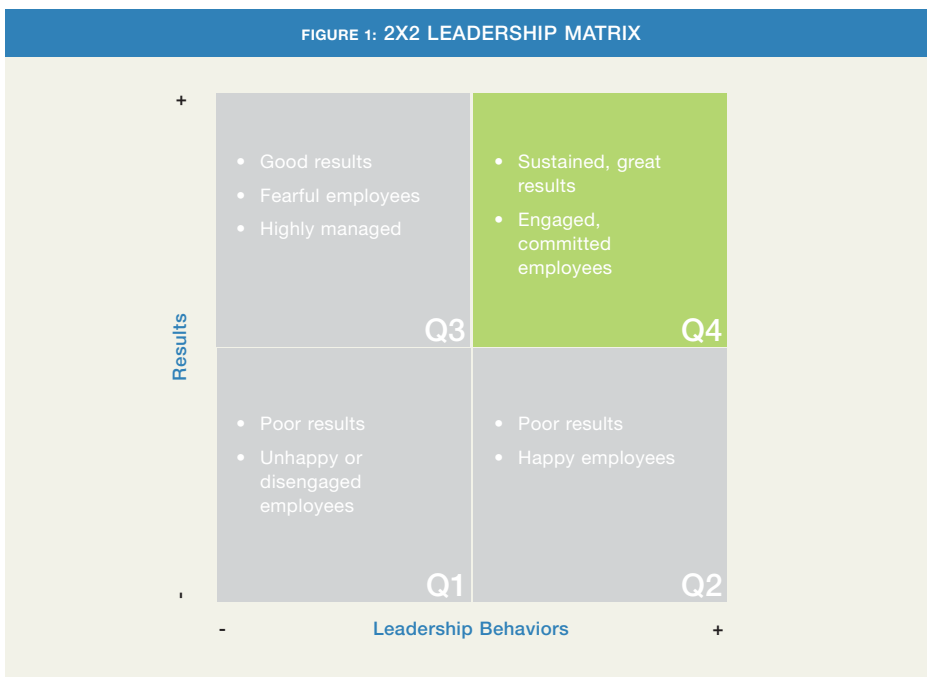 FIGURE 1: 2X2 LEADERSHIP MATRIX
+
• Good results
• Fearful employees
• Highly managed
Q3
• Sustained, great
results
• Engaged,
committed
employees
Q4
Results
• Poor results
• Unhappy or
disengaged
employees
Q1
• Poor results
• Happy employees
Q2
-
-
Leadership Behaviors
+